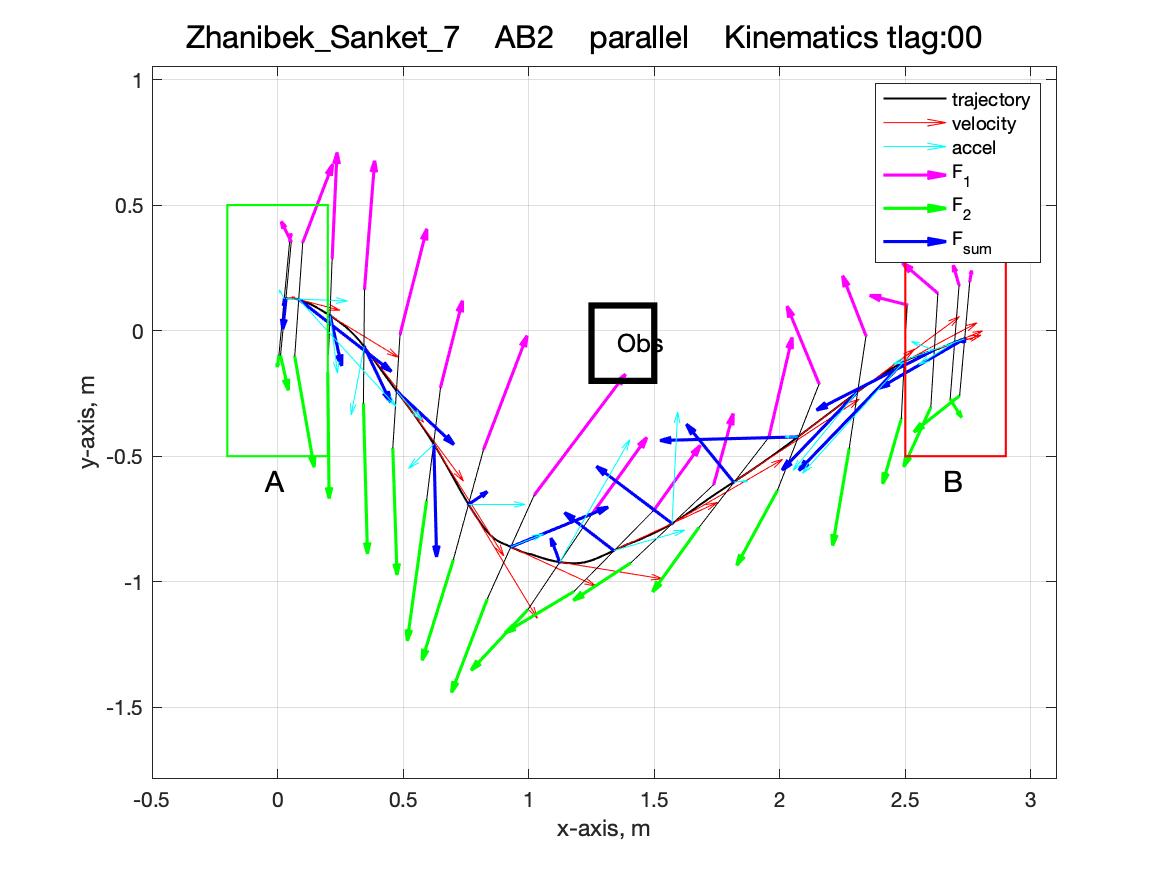 Zhanibek_Sanket_7 AB2 parallel Kinematics tlag:00
trajectory
velocity
accel
F1
F2
Fsum
1
0.5
0
-0.5
-1
-1.5
y-axis, m
Obs
A
B
-0.5 0 0.5 1 1.5 2 2.5 3
x-axis, m